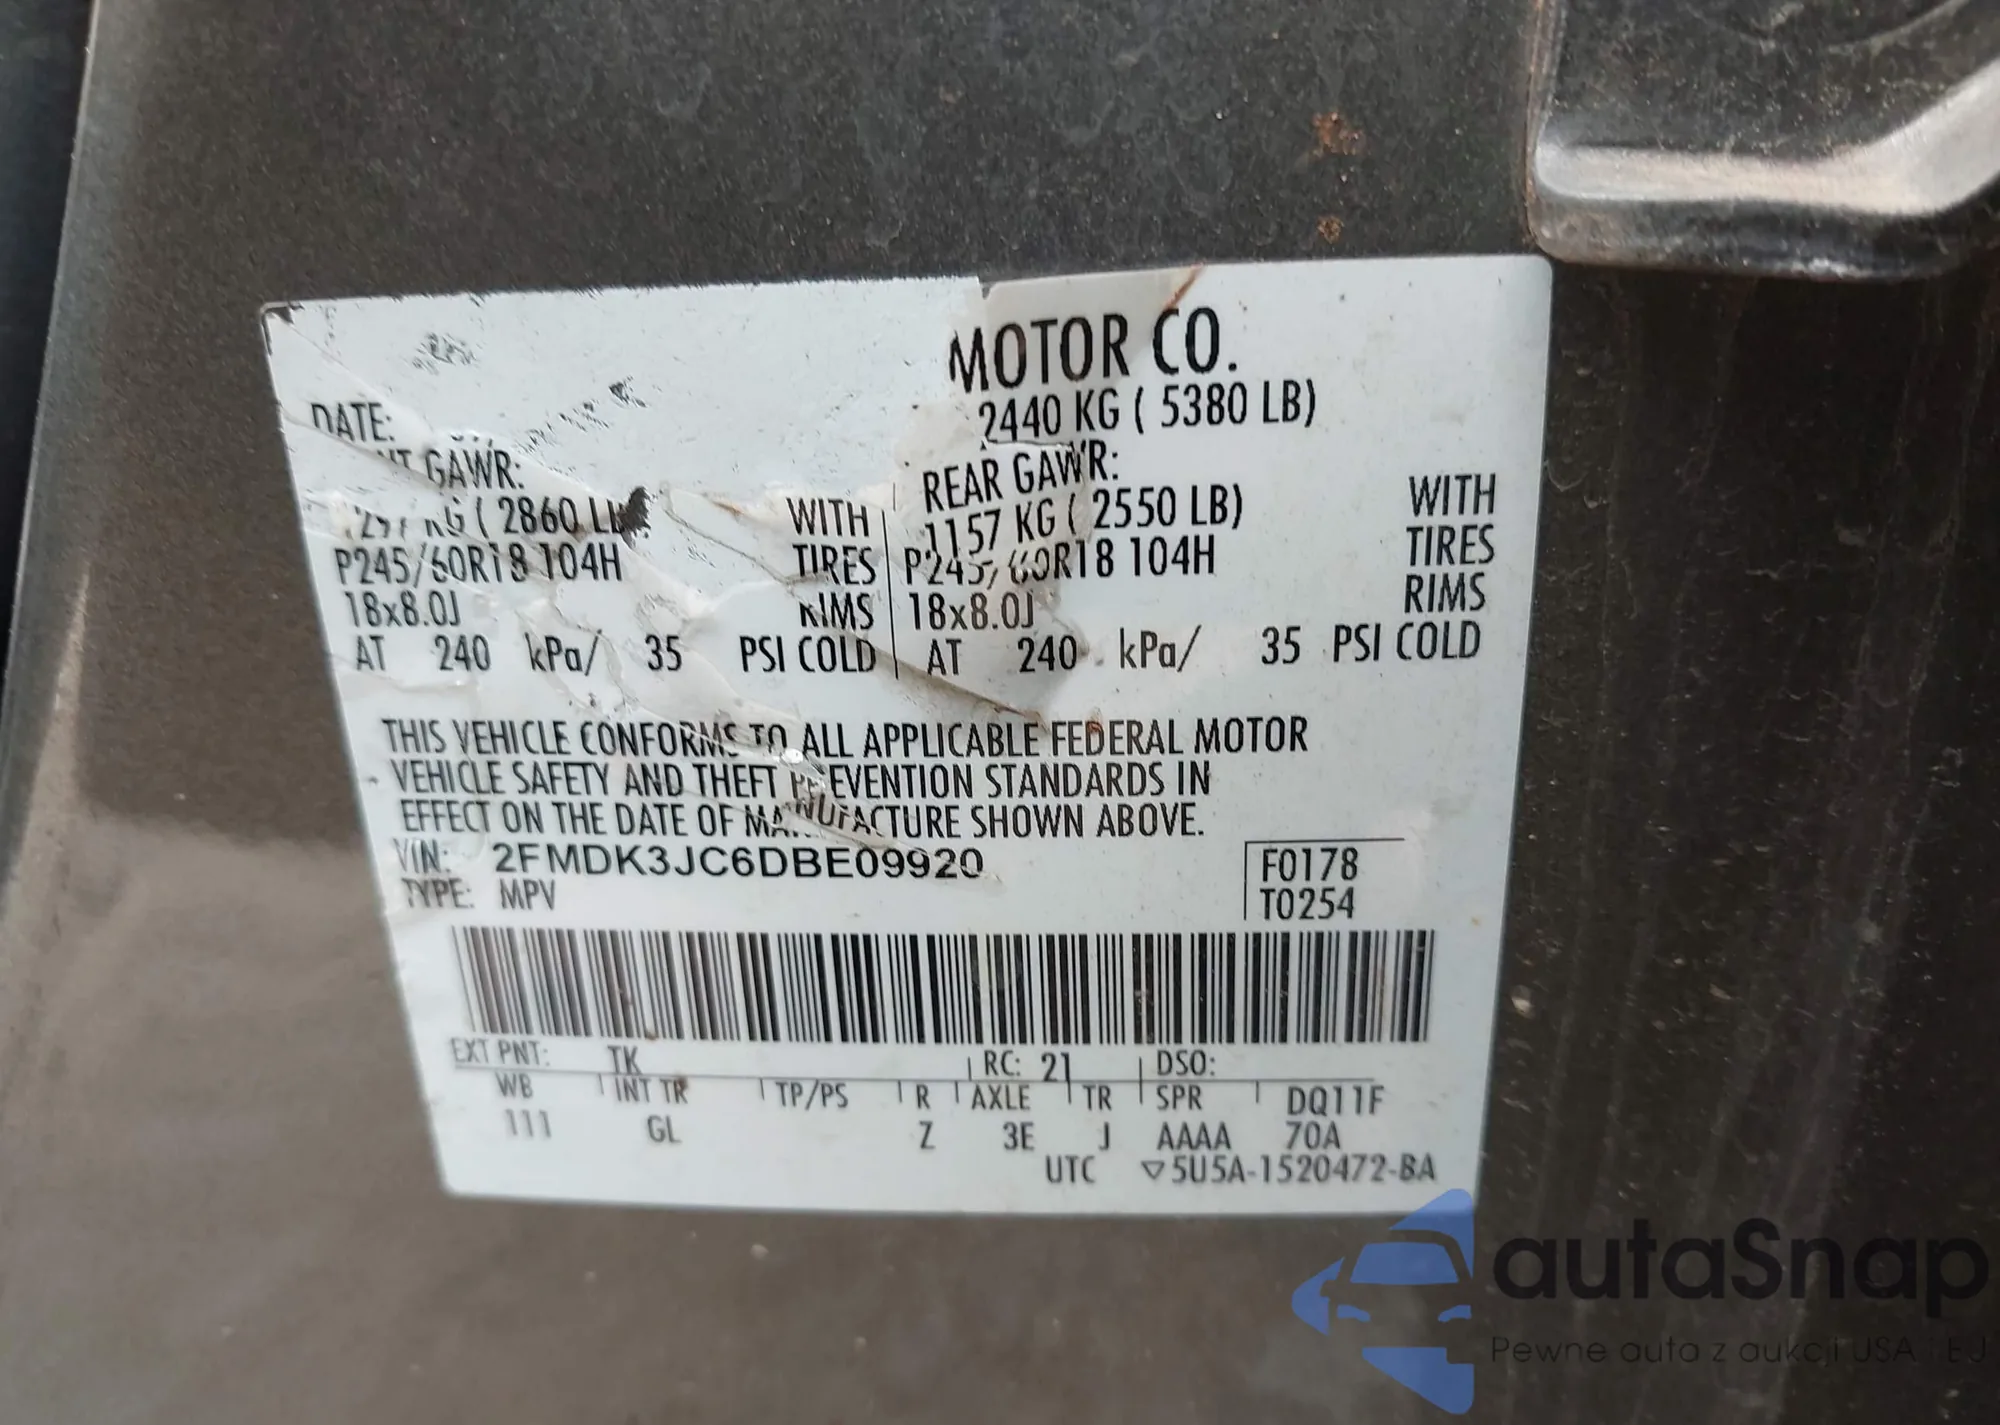 MOTOR CO.
DATE:
2440 KG ( 5380 LB)
GAWR:
REAR GAWR:
KG ( 2860 LB) WITH
1157 KG ( 2550 LB) WITH
P245/60R18 104H TIRES
P245/60R18 104H TIRES
18x8.0J RIMS
18x8.0J RIMS
AT 240 kPa/ 35 PSI COLD
AT 240 kPa/ 35 PSI COLD
THIS VEHICLE CONFORMS TO ALL APPLICABLE FEDERAL MOTOR
VEHICLE SAFETY AND THEFT PREVENTION STANDARDS IN
EFFECT ON THE DATE OF MANUFACTURE SHOWN ABOVE.
VIN: 2FMDK3JC6DBE09920
F0178
TYPE: MPV
T0254
EXT PNT: TK RC: 21 DSO:
WB INT TR TP/PS R AXLE TR SPR DQ11F
111 GL Z 3E J AAAA 70A
UTC ▽5U5A-1520472-BA
autaSnap
Pewne auta z aukcji USA i EU